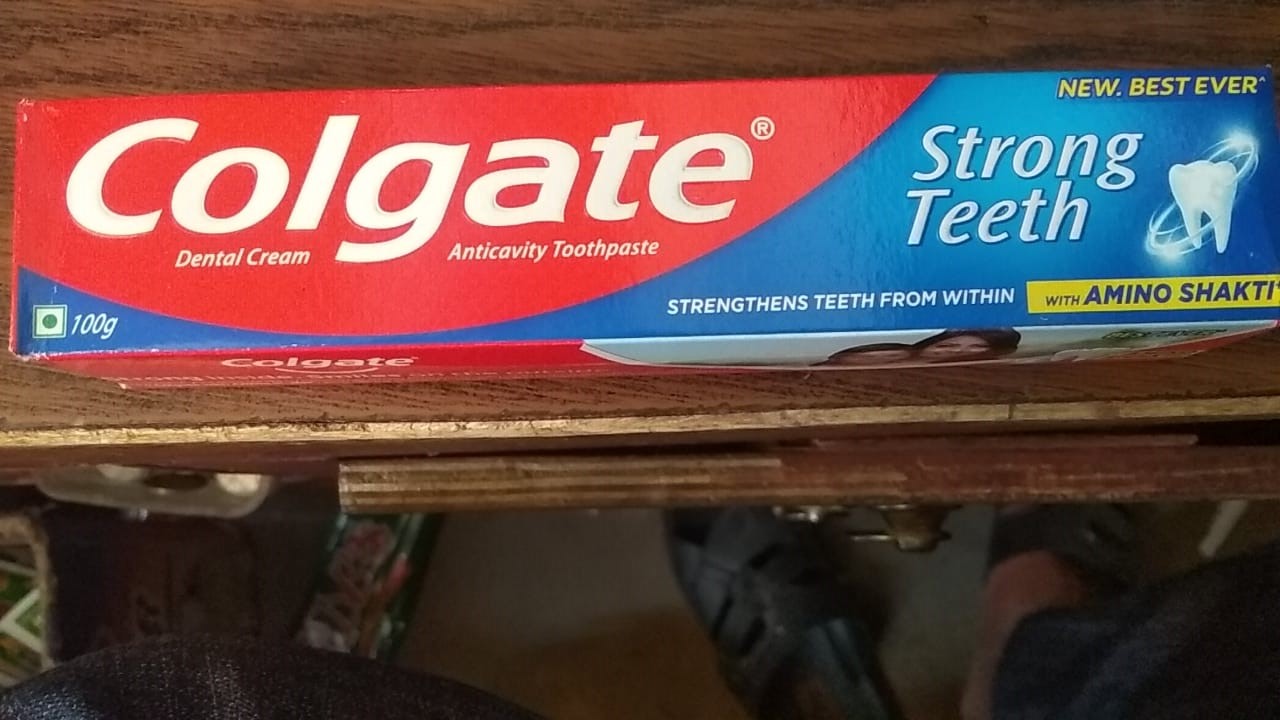 NEW. BEST EVER^
Colgate®
Dental Cream
Anticavity Toothpaste
Strong
Teeth
STRENGTHENS TEETH FROM WITHIN
WITH AMINO SHAKTI
100g
Colgate